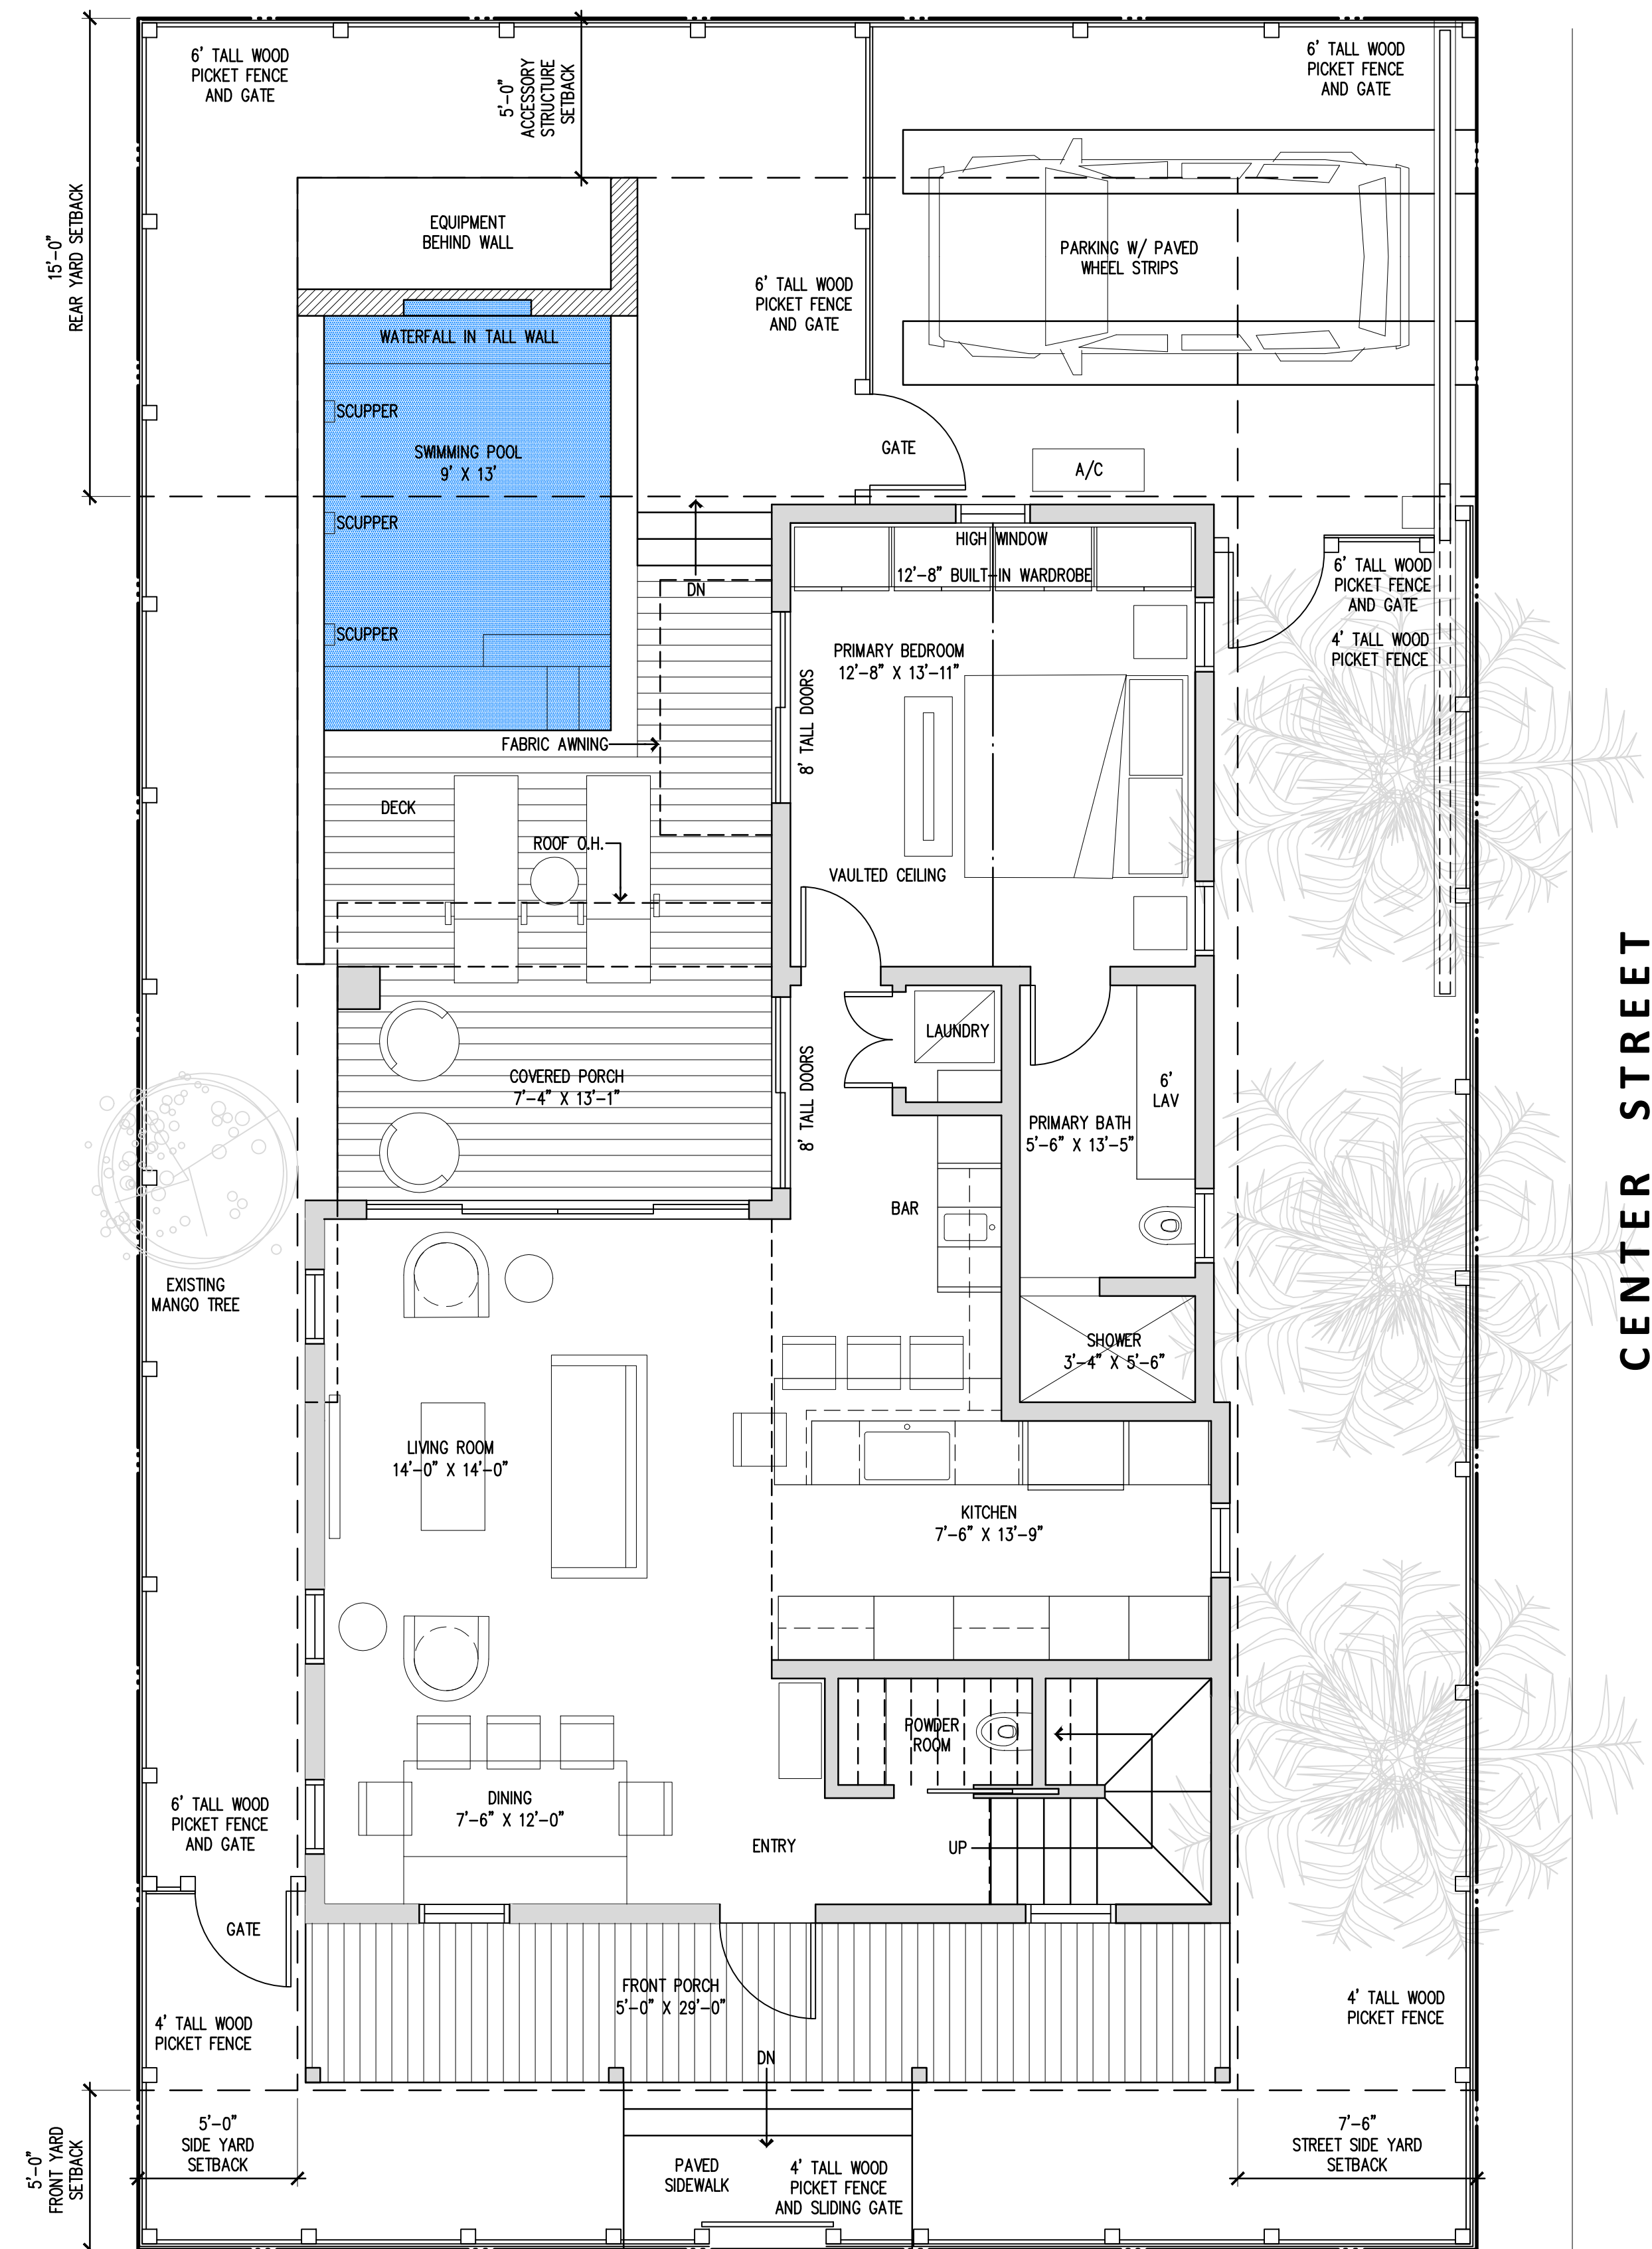 6' TALL WOOD
PICKET FENCE
AND GATE
5'-0"
ACCESSORY
STRUCTURE
SETBACK
6' TALL WOOD
PICKET FENCE
AND GATE
15'-0"
REAR YARD SETBACK
EQUIPMENT
BEHIND WALL
PARKING W/ PAVED
WHEEL STRIPS
6' TALL WOOD
PICKET FENCE
AND GATE
WATERFALL IN TALL WALL
SCUPPER
SWIMMING POOL
9' X 13'
GATE
A/C
SCUPPER
HIGH WINDOW
12'-8" BUILT-IN WARDROBE
DN
6' TALL WOOD
PICKET FENCE
AND GATE
4' TALL WOOD
PICKET FENCE
SCUPPER
PRIMARY BEDROOM
12'-8" X 13'-11"
8' TALL DOORS
FABRIC AWNING
DECK
ROOF O.H.
VAULTED CEILING
CENTER STREET
LAUNDRY
COVERED PORCH
7'-4" X 13'-1"
8' TALL DOORS
6'
LAV
PRIMARY BATH
5'-6" X 13'-5"
BAR
EXISTING
MANGO TREE
SHOWER
3'-4" X 5'-6"
LIVING ROOM
14'-0" X 14'-0"
KITCHEN
7'-6" X 13'-9"
POWDER
ROOM
DINING
7'-6" X 12'-0"
6' TALL WOOD
PICKET FENCE
AND GATE
ENTRY
UP
GATE
FRONT PORCH
5'-0" X 29'-0"
4' TALL WOOD
PICKET FENCE
4' TALL WOOD
PICKET FENCE
DN
5'-0"
FRONT YARD
SETBACK
5'-0"
SIDE YARD
SETBACK
PAVED
SIDEWALK
4' TALL WOOD
PICKET FENCE
AND SLIDING GATE
7'-6"
STREET SIDE YARD
SETBACK